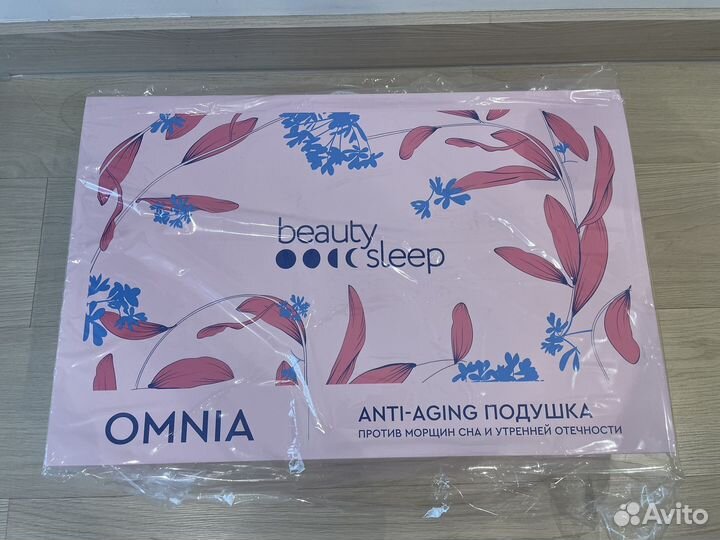 beauty
sleep
OMNIA
ANTI-AGING ПОДУШКА
ПРОТИВ МОРЩИН СНА И УТРЕННЕЙ ОТЕЧНОСТИ
Avito